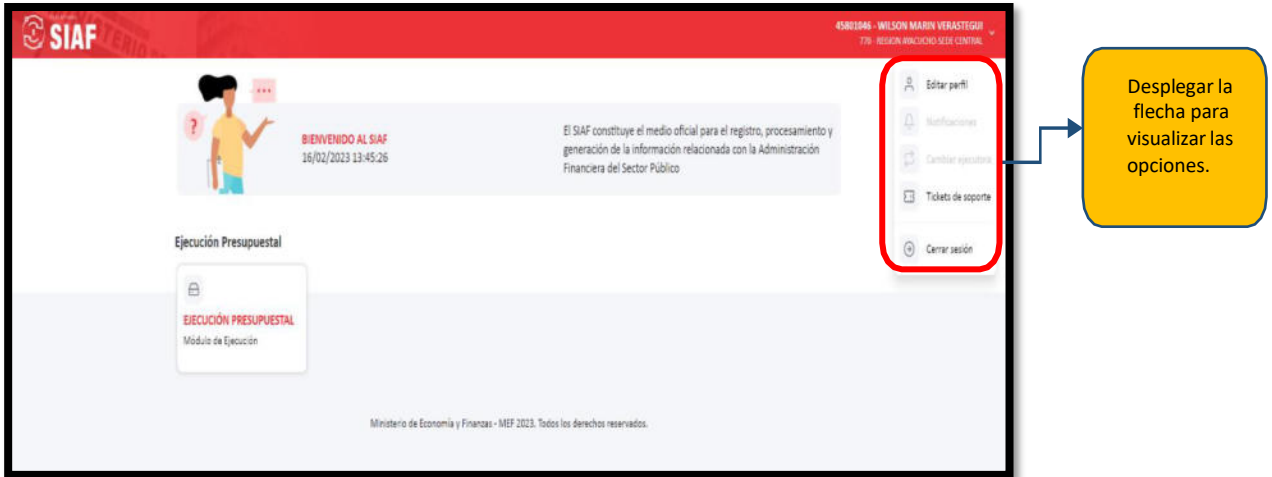 SIAF
45801046 - WILSON MARIN VERASTEGUI
770 - REGION AYACUCHO-SEDE CENTRAL
Editar perfil
Notificaciones
Cambiar ejecutora
Tickets de soporte
Cerrar sesión
BIENVENIDO AL SIAF
16/02/2023 13:45:26
El SIAF constituye el medio oficial para el registro, procesamiento y
generación de la información relacionada con la Administración
Financiera del Sector Público
Ejecución Presupuestal
EJECUCIÓN PRESUPUESTAL
Módulo de Ejecución
Ministerio de Economía y Finanzas - MEF 2023. Todos los derechos reservados.
Desplegar la
flecha para
visualizar las
opciones.